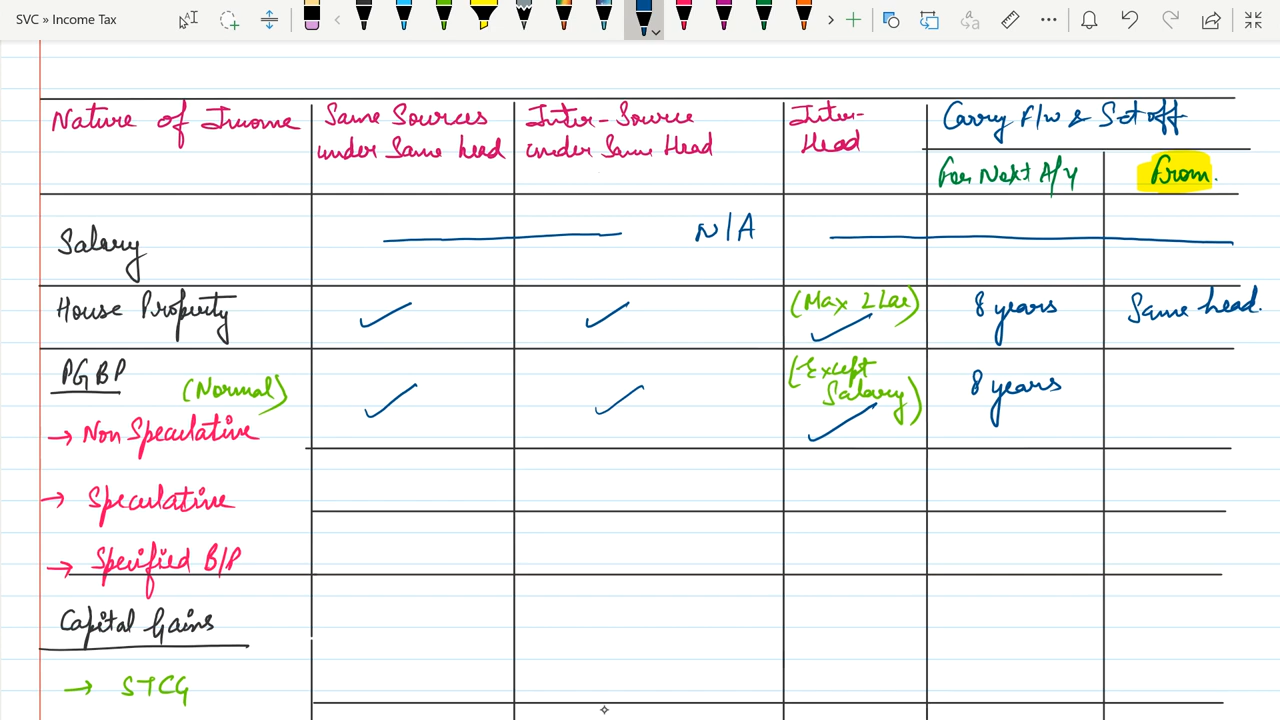 SVC » Income Tax
Nature of Income
Same Sources
under Same head
Inter-Source
under Same Head
Inter-
Head
Carry F/w & Set off
For Next A/y
From.
Salary
N/A
House Property
(Max 2 Lac)
8 years
Same head.
PGBP
(Normal)
(Except
Salary)
8 years
→ Non Speculative
→ Speculative
→ Specified B/P
Capital Gains
→ STCG